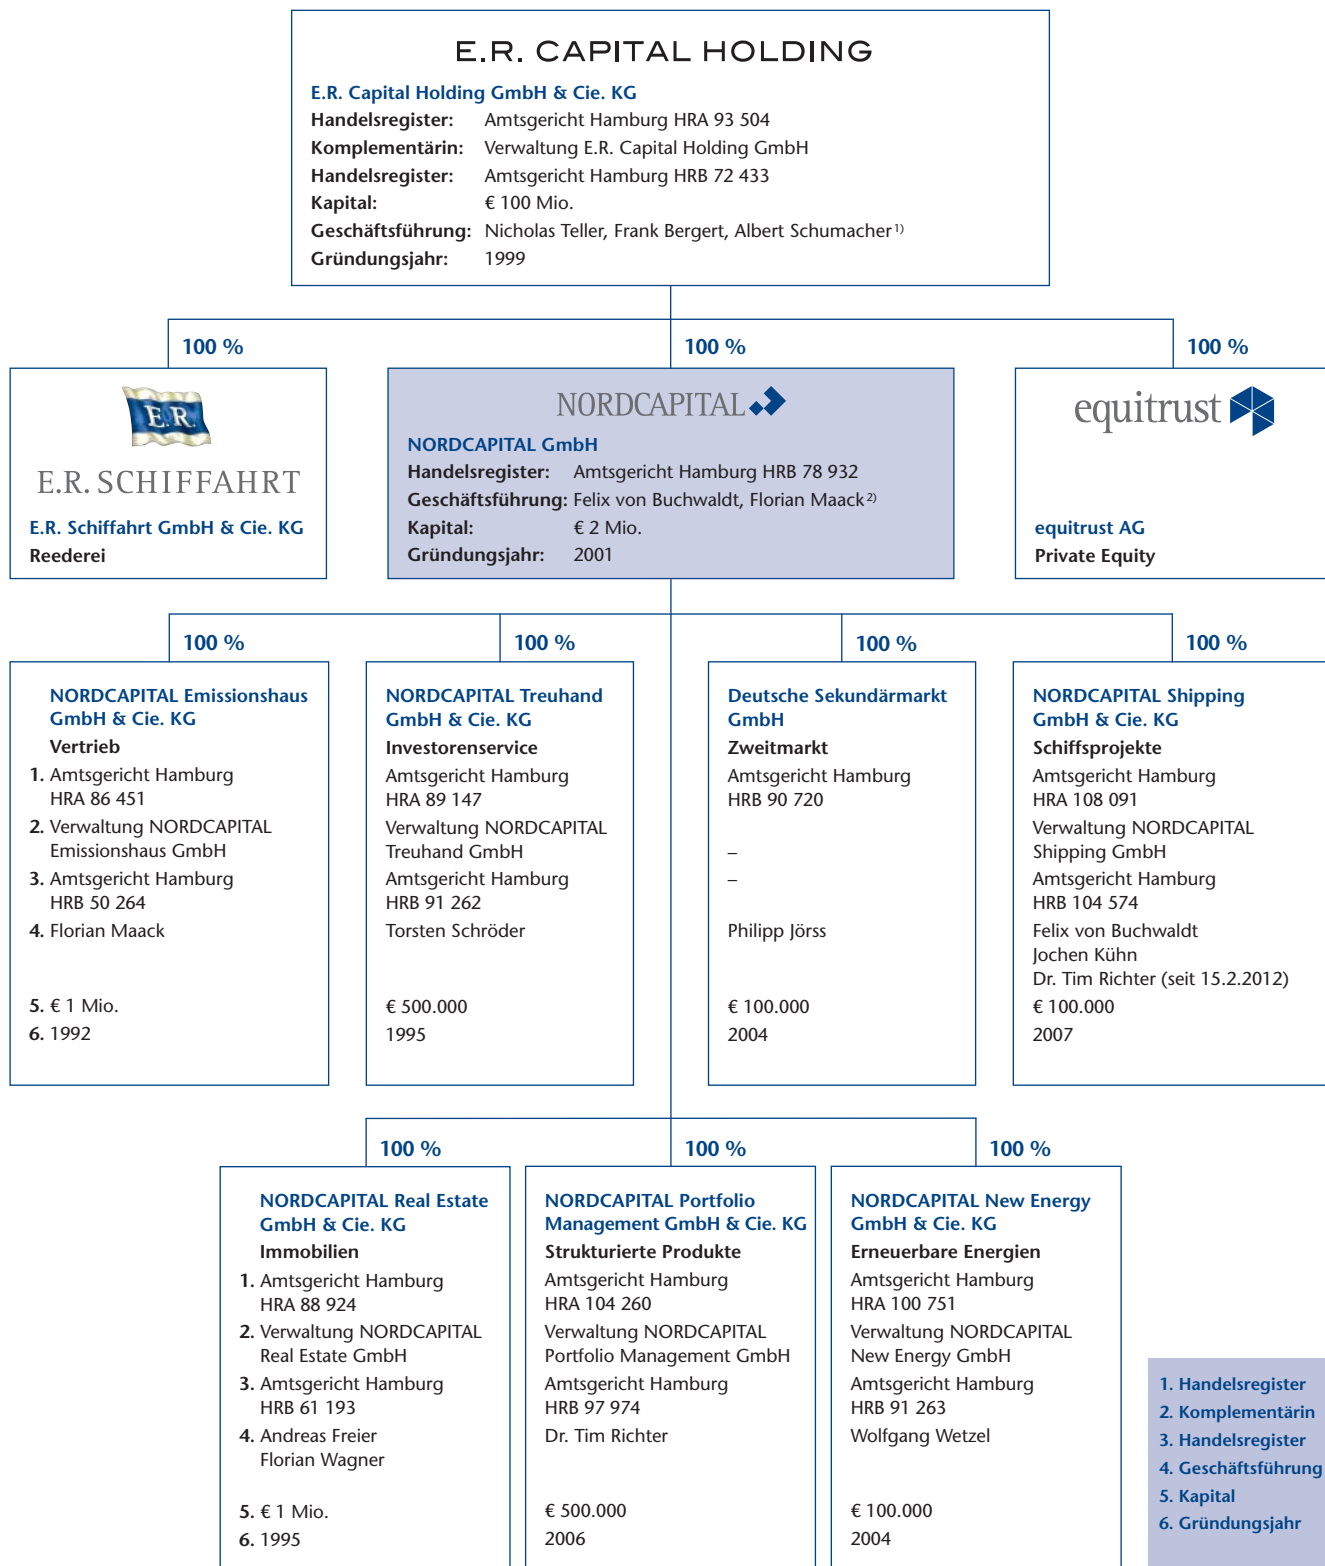 E.R. CAPITAL HOLDING
E.R. Capital Holding GmbH & Cie. KG
Handelsregister: Amtsgericht Hamburg HRA 93 504
Komplementärin: Verwaltung E.R. Capital Holding GmbH
Handelsregister: Amtsgericht Hamburg HRB 72 433
Kapital: € 100 Mio.
Geschäftsführung: Nicholas Teller, Frank Bergert, Albert Schumacher 1)
Gründungsjahr: 1999
100 %
100 %
100 %
E.R.
E.R. SCHIFFAHRT
E.R. Schiffahrt GmbH & Cie. KG
Reederei
NORDCAPITAL
NORDCAPITAL GmbH
Handelsregister: Amtsgericht Hamburg HRB 78 932
Geschäftsführung: Felix von Buchwaldt, Florian Maack 2)
Kapital: € 2 Mio.
Gründungsjahr: 2001
equitrust
equitrust AG
Private Equity
100 %
100 %
100 %
100 %
NORDCAPITAL Emissionshaus
GmbH & Cie. KG
Vertrieb
1. Amtsgericht Hamburg
HRA 86 451
2. Verwaltung NORDCAPITAL
Emissionshaus GmbH
3. Amtsgericht Hamburg
HRB 50 264
4. Florian Maack
5. € 1 Mio.
6. 1992
NORDCAPITAL Treuhand
GmbH & Cie. KG
Investorenservice
Amtsgericht Hamburg
HRA 89 147
Verwaltung NORDCAPITAL
Treuhand GmbH
Amtsgericht Hamburg
HRB 91 262
Torsten Schröder
€ 500.000
1995
Deutsche Sekundärmarkt
GmbH
Zweitmarkt
Amtsgericht Hamburg
HRB 90 720
–
–
Philipp Jörss
€ 100.000
2004
NORDCAPITAL Shipping
GmbH & Cie. KG
Schiffsprojekte
Amtsgericht Hamburg
HRA 108 091
Verwaltung NORDCAPITAL
Shipping GmbH
Amtsgericht Hamburg
HRB 104 574
Felix von Buchwaldt
Jochen Kühn
Dr. Tim Richter (seit 15.2.2012)
€ 100.000
2007
100 %
100 %
100 %
NORDCAPITAL Real Estate
GmbH & Cie. KG
Immobilien
1. Amtsgericht Hamburg
HRA 88 924
2. Verwaltung NORDCAPITAL
Real Estate GmbH
3. Amtsgericht Hamburg
HRB 61 193
4. Andreas Freier
Florian Wagner
5. € 1 Mio.
6. 1995
NORDCAPITAL Portfolio
Management GmbH & Cie. KG
Strukturierte Produkte
Amtsgericht Hamburg
HRA 104 260
Verwaltung NORDCAPITAL
Portfolio Management GmbH
Amtsgericht Hamburg
HRB 97 974
Dr. Tim Richter
€ 500.000
2006
NORDCAPITAL New Energy
GmbH & Cie. KG
Erneuerbare Energien
Amtsgericht Hamburg
HRA 100 751
Verwaltung NORDCAPITAL
New Energy GmbH
Amtsgericht Hamburg
HRB 91 263
Wolfgang Wetzel
€ 100.000
2004
1. Handelsregister
2. Komplementärin
3. Handelsregister
4. Geschäftsführung
5. Kapital
6. Gründungsjahr